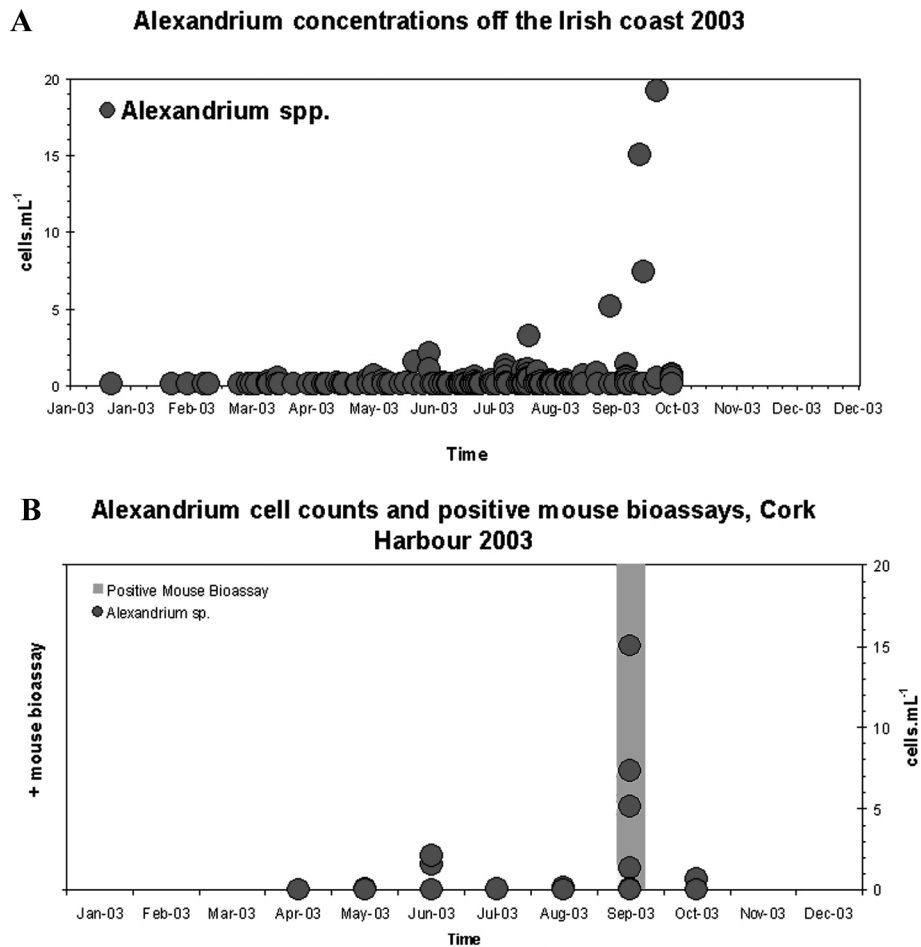 A
Alexandrium concentrations off the Irish coast 2003
20
Alexandrium spp.
15
cells.mL-1
10
5
0
Jan-03 Jan-03 Feb-03 Mar-03 Apr-03 May-03 Jun-03 Jul-03 Aug-03 Sep-03 Oct-03 Nov-03 Dec-03 Dec-03
Time
B
Alexandrium cell counts and positive mouse bioassays, Cork
Harbour 2003
20
Positive Mouse Bioassay
Alexandrium sp.
15
+ mouse bioassay
10
cells.mL-1
5
0
Jan-03 Feb-03 Mar-03 Apr-03 May-03 Jun-03 Jul-03 Aug-03 Sep-03 Oct-03 Nov-03 Dec-03
Time